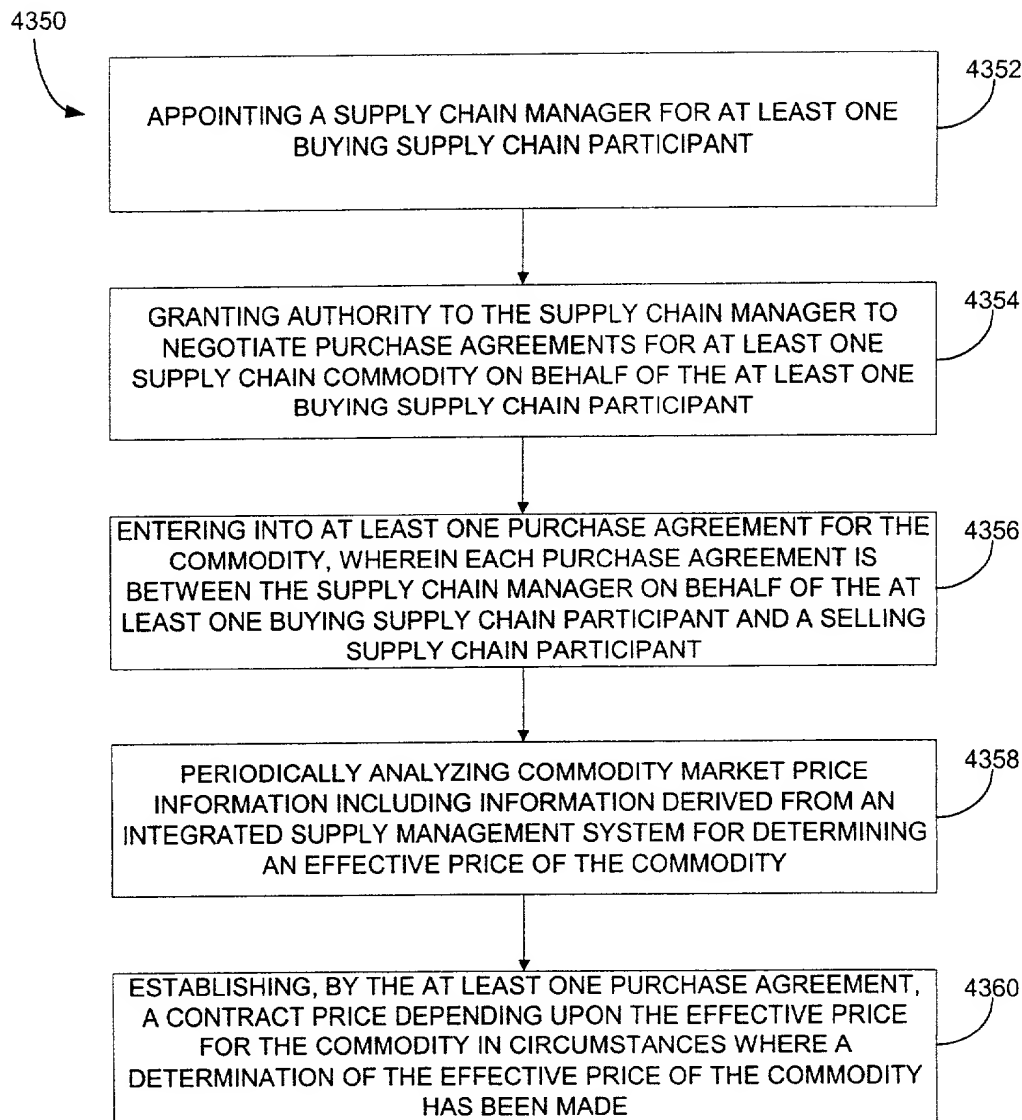 4350
4352
APPOINTING A SUPPLY CHAIN MANAGER FOR AT LEAST ONE
BUYING SUPPLY CHAIN PARTICIPANT
4354
GRANTING AUTHORITY TO THE SUPPLY CHAIN MANAGER TO
NEGOTIATE PURCHASE AGREEMENTS FOR AT LEAST ONE
SUPPLY CHAIN COMMODITY ON BEHALF OF THE AT LEAST ONE
BUYING SUPPLY CHAIN PARTICIPANT
4356
ENTERING INTO AT LEAST ONE PURCHASE AGREEMENT FOR THE
COMMODITY, WHEREIN EACH PURCHASE AGREEMENT IS
BETWEEN THE SUPPLY CHAIN MANAGER ON BEHALF OF THE AT
LEAST ONE BUYING SUPPLY CHAIN PARTICIPANT AND A SELLING
SUPPLY CHAIN PARTICIPANT
4358
PERIODICALLY ANALYZING COMMODITY MARKET PRICE
INFORMATION INCLUDING INFORMATION DERIVED FROM AN
INTEGRATED SUPPLY MANAGEMENT SYSTEM FOR DETERMINING
AN EFFECTIVE PRICE OF THE COMMODITY
4360
ESTABLISHING, BY THE AT LEAST ONE PURCHASE AGREEMENT,
A CONTRACT PRICE DEPENDING UPON THE EFFECTIVE PRICE
FOR THE COMMODITY IN CIRCUMSTANCES WHERE A
DETERMINATION OF THE EFFECTIVE PRICE OF THE COMMODITY
HAS BEEN MADE